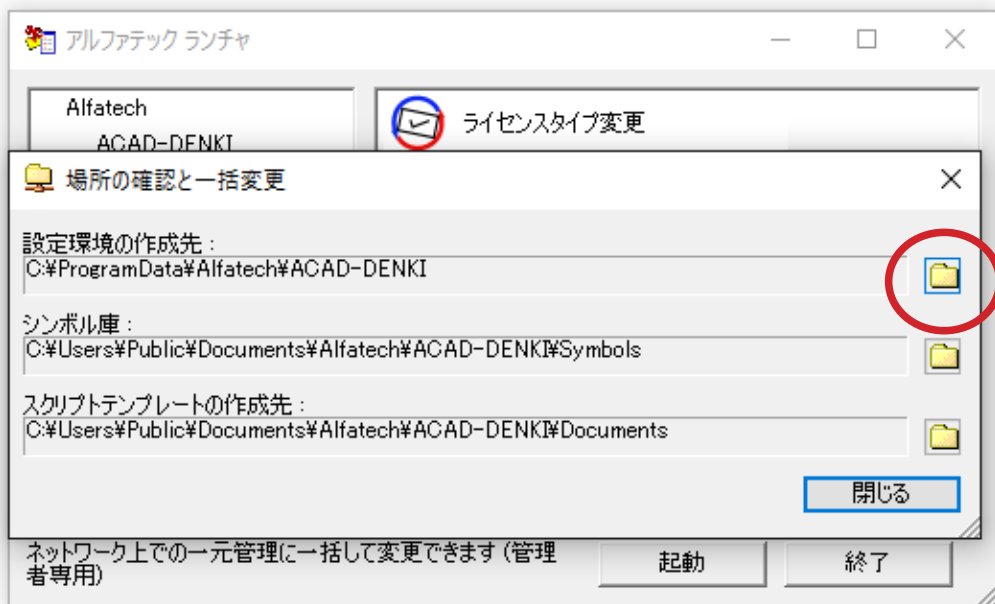 アルファテック ランチャ
Alfatech
ACAD-DENKI
ライセンスタイプ変更
場所の確認と一括変更
設定環境の作成先：
C:¥ProgramData¥Alfatech¥ACAD-DENKI
シンボル庫：
C:¥Users¥Public¥Documents¥Alfatech¥ACAD-DENKI¥Symbols
スクリプトテンプレートの作成先：
C:¥Users¥Public¥Documents¥Alfatech¥ACAD-DENKI¥Documents
閉じる
ネットワーク上での一元管理に一括して変更できます (管理
者専用)
起動
終了